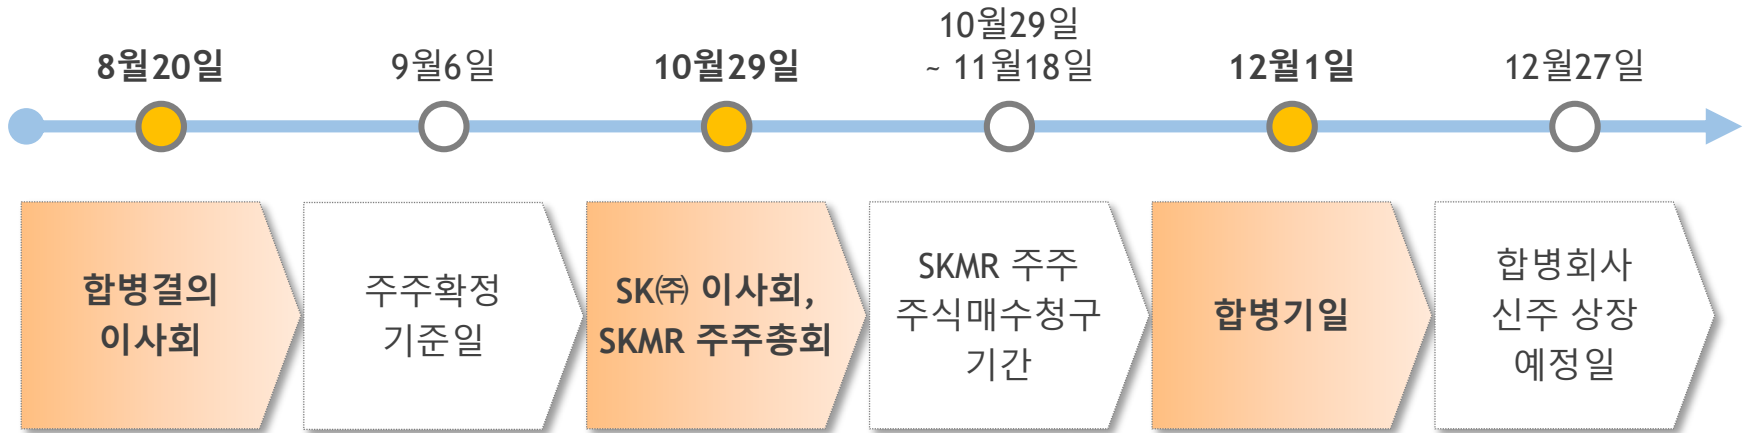 8월20일
9월6일
10월29일
10월29일
~ 11월18일
12월1일
12월27일
합병결의
이사회
주주확정
기준일
SK㈜ 이사회,
SKMR 주주총회
SKMR 주주
주식매수청구
기간
합병기일
합병회사
신주 상장
예정일